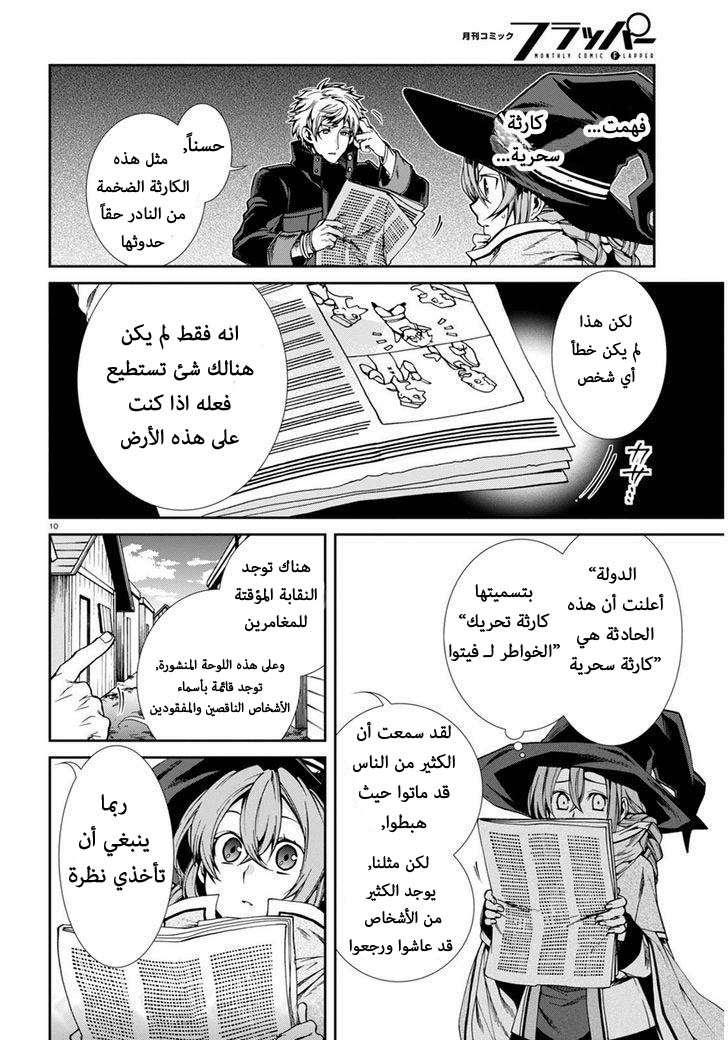 月刊コミック
フラッパー
MONTHLY COMIC FLAPPER
فهمت...
كارثة
سحرية...
حسناً,
مثل هذه
الكارثة الضخمة
من النادر حقاً
حدوثها
لكن هذا
لم يكن خطأ
أي شخص
انه فقط لم يكن
هنالك شئ تستطيع
فعله اذا كنت
على هذه الأرض
ガサ
10
الدولة“
أعلنت أن هذه
الحادثة هي
”كارثة سحرية
بتسميتها
كارثة تحريك“
”الخواطر لـ فيتوا
هناك توجد
النقابة المؤقتة
للمغامرين
وعلى هذه اللوحة المنشورة,
توجد قائمة بأسماء
الأشخاص الناقصين والمفقودين
لقد سمعت أن
الكثير من الناس
قد ماتوا حيث
هبطوا,
لكن مثلنا,
يوجد الكثير
من الأشخاص
قد عاشوا ورجعوا
ربما
ينبغي أن
تأخذي نظرة